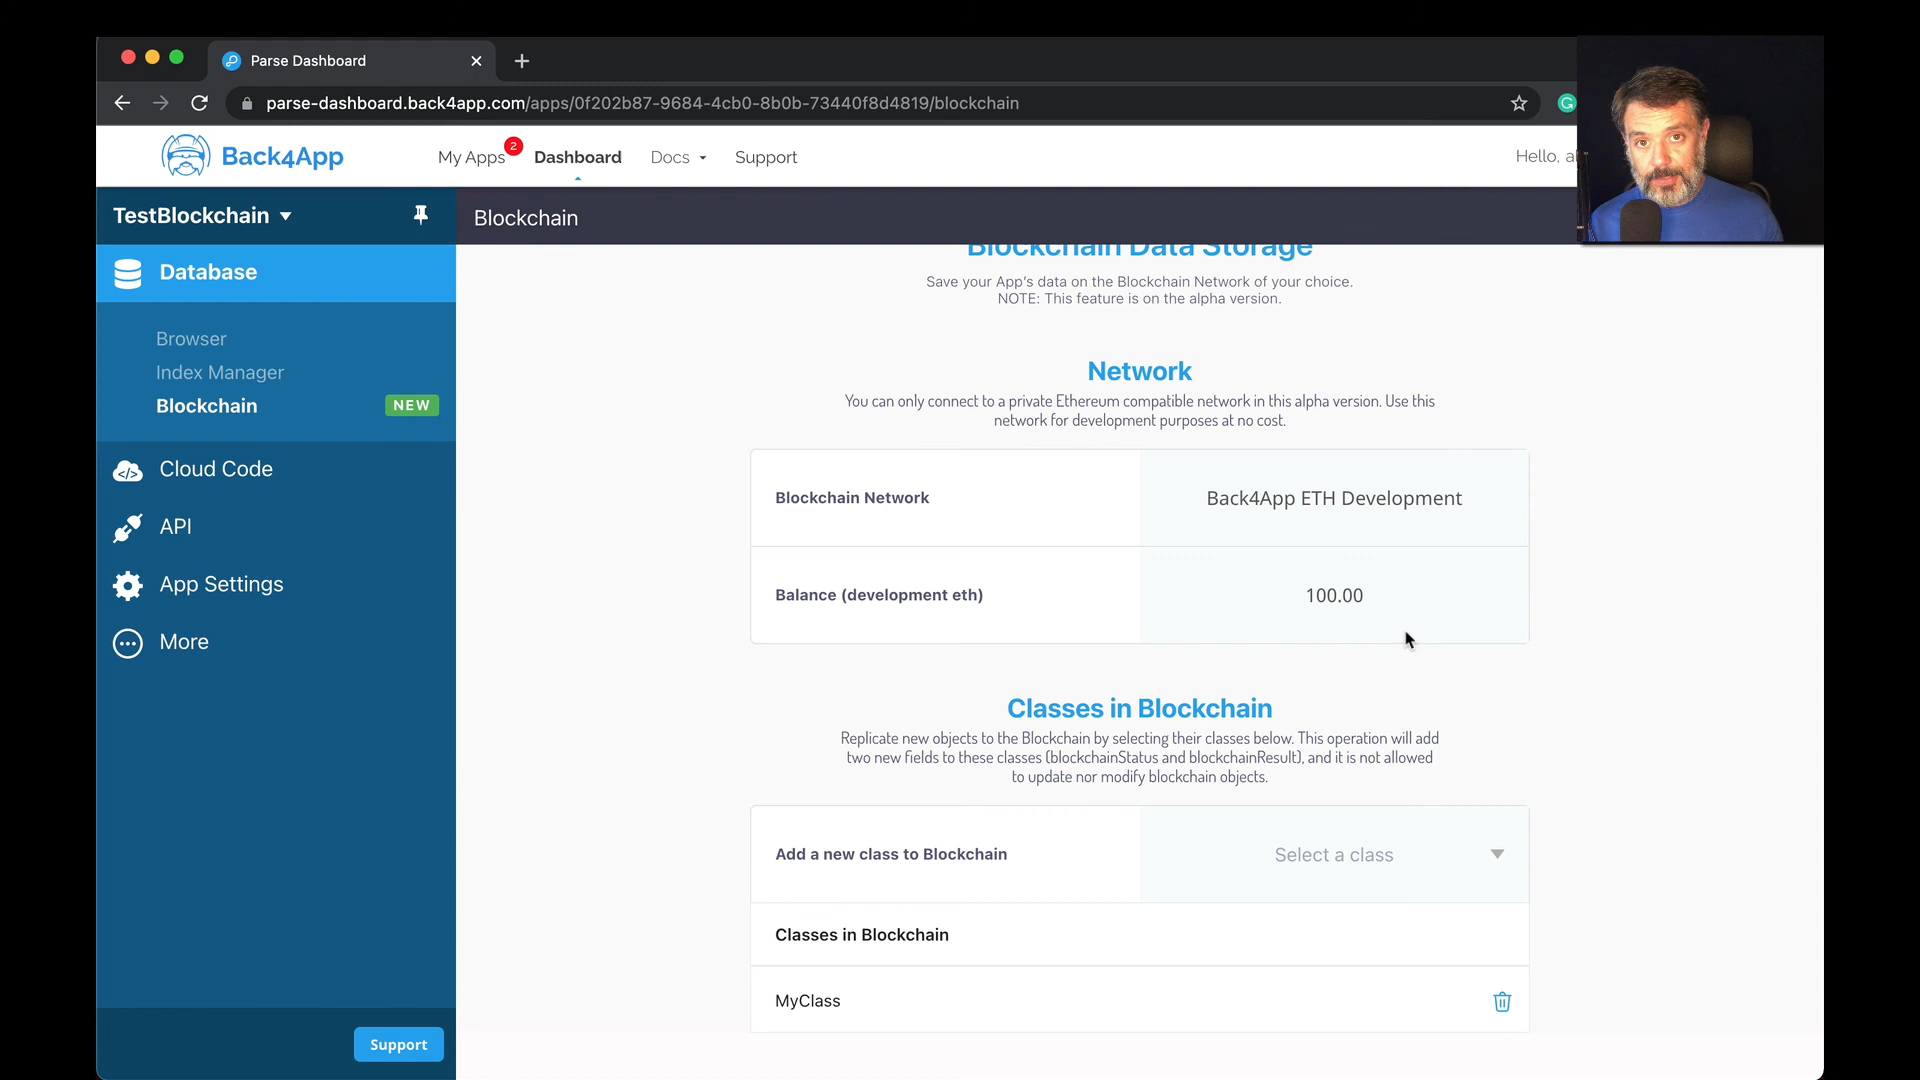 Parse Dashboard
parse-dashboard.back4app.com/apps/0f202b87-9684-4cb0-8b0b-73440f8d4819/blockchain
Back4App
My Apps
2
Dashboard
Docs
Support
Hello,
TestBlockchain
Blockchain
Database
Browser
Index Manager
Blockchain
NEW
Cloud Code
API
App Settings
More
Support
Blockchain Data Storage
Save your App's data on the Blockchain Network of your choice.
NOTE: This feature is on the alpha version.
Network
You can only connect to a private Ethereum compatible network in this alpha version. Use this
network for development purposes at no cost.
Blockchain Network
Back4App ETH Development
Balance (development eth)
100.00
Classes in Blockchain
Replicate new objects to the Blockchain by selecting their classes below. This operation will add
two new fields to these classes (blockchainStatus and blockchainResult), and it is not allowed
to update nor modify blockchain objects.
Add a new class to Blockchain
Select a class
Classes in Blockchain
MyClass